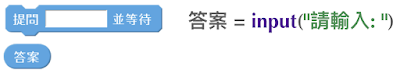 提問 並等待 答案 = input("請輸入: ")
答案